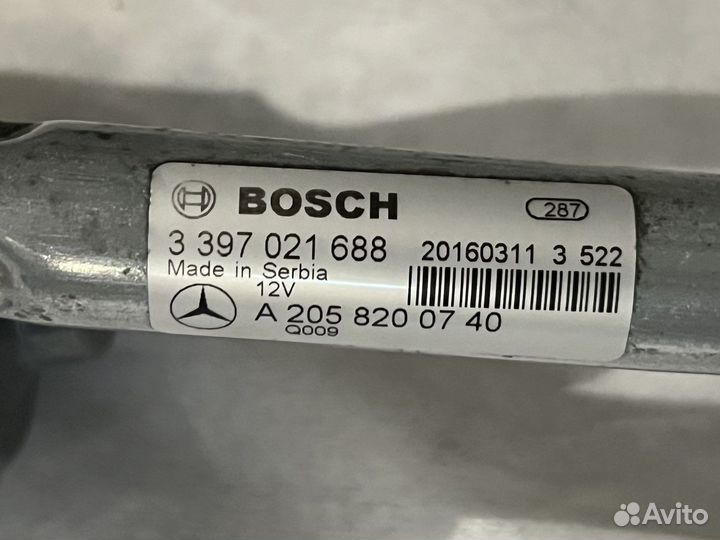 BOSCH 287
3 397 021 688 20160311 3 522
Made in Serbia
12V
A 205 820 07 40
Q009
Avito